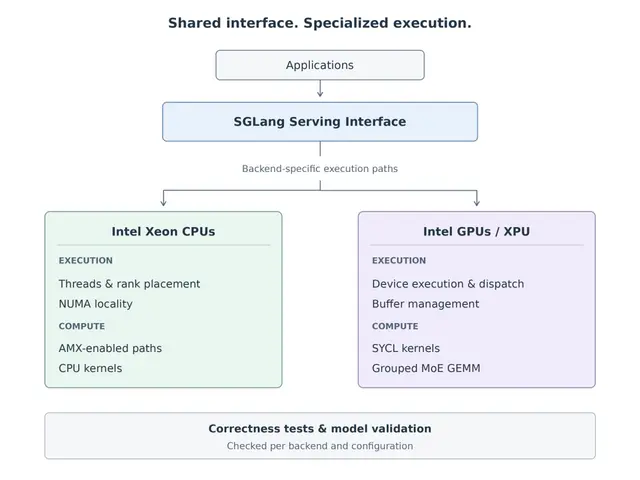 Shared interface. Specialized execution.
Applications
SGLang Serving Interface
Backend-specific execution paths
Intel Xeon CPUs
EXECUTION
Threads & rank placement
NUMA locality
COMPUTE
AMX-enabled paths
CPU kernels
Intel GPUs / XPU
EXECUTION
Device execution & dispatch
Buffer management
COMPUTE
SYCL kernels
Grouped MoE GEMM
Correctness tests & model validation
Checked per backend and configuration